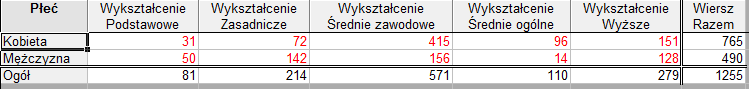 Płeć Wykształcenie Wykształcenie Wykształcenie Wykształcenie Wykształcenie Wiersz
Podstawowe Zasadnicze Średnie zawodowe Średnie ogólne Wyższe Razem
Kobieta 31 72 415 96 151 765
Mężczyzna 50 142 156 14 128 490
Ogół 81 214 571 110 279 1255